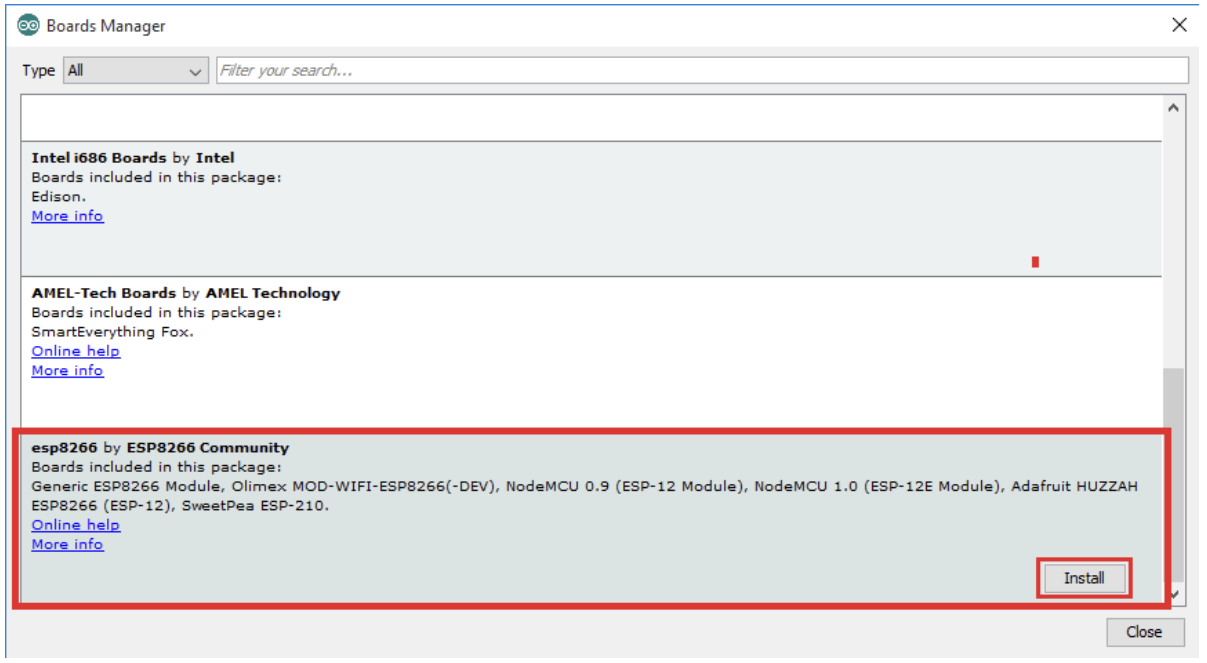 Boards Manager
Type All Filter your search...
Intel i686 Boards by Intel
Boards included in this package:
Edison.
More info
AMEL-Tech Boards by AMEL Technology
Boards included in this package:
SmartEverything Fox.
Online help
More info
esp8266 by ESP8266 Community
Boards included in this package:
Generic ESP8266 Module, Olimex MOD-WIFI-ESP8266(-DEV), NodeMCU 0.9 (ESP-12 Module), NodeMCU 1.0 (ESP-12E Module), Adafruit HUZZAH
ESP8266 (ESP-12), SweetPea ESP-210.
Online help
More info
Install
Close